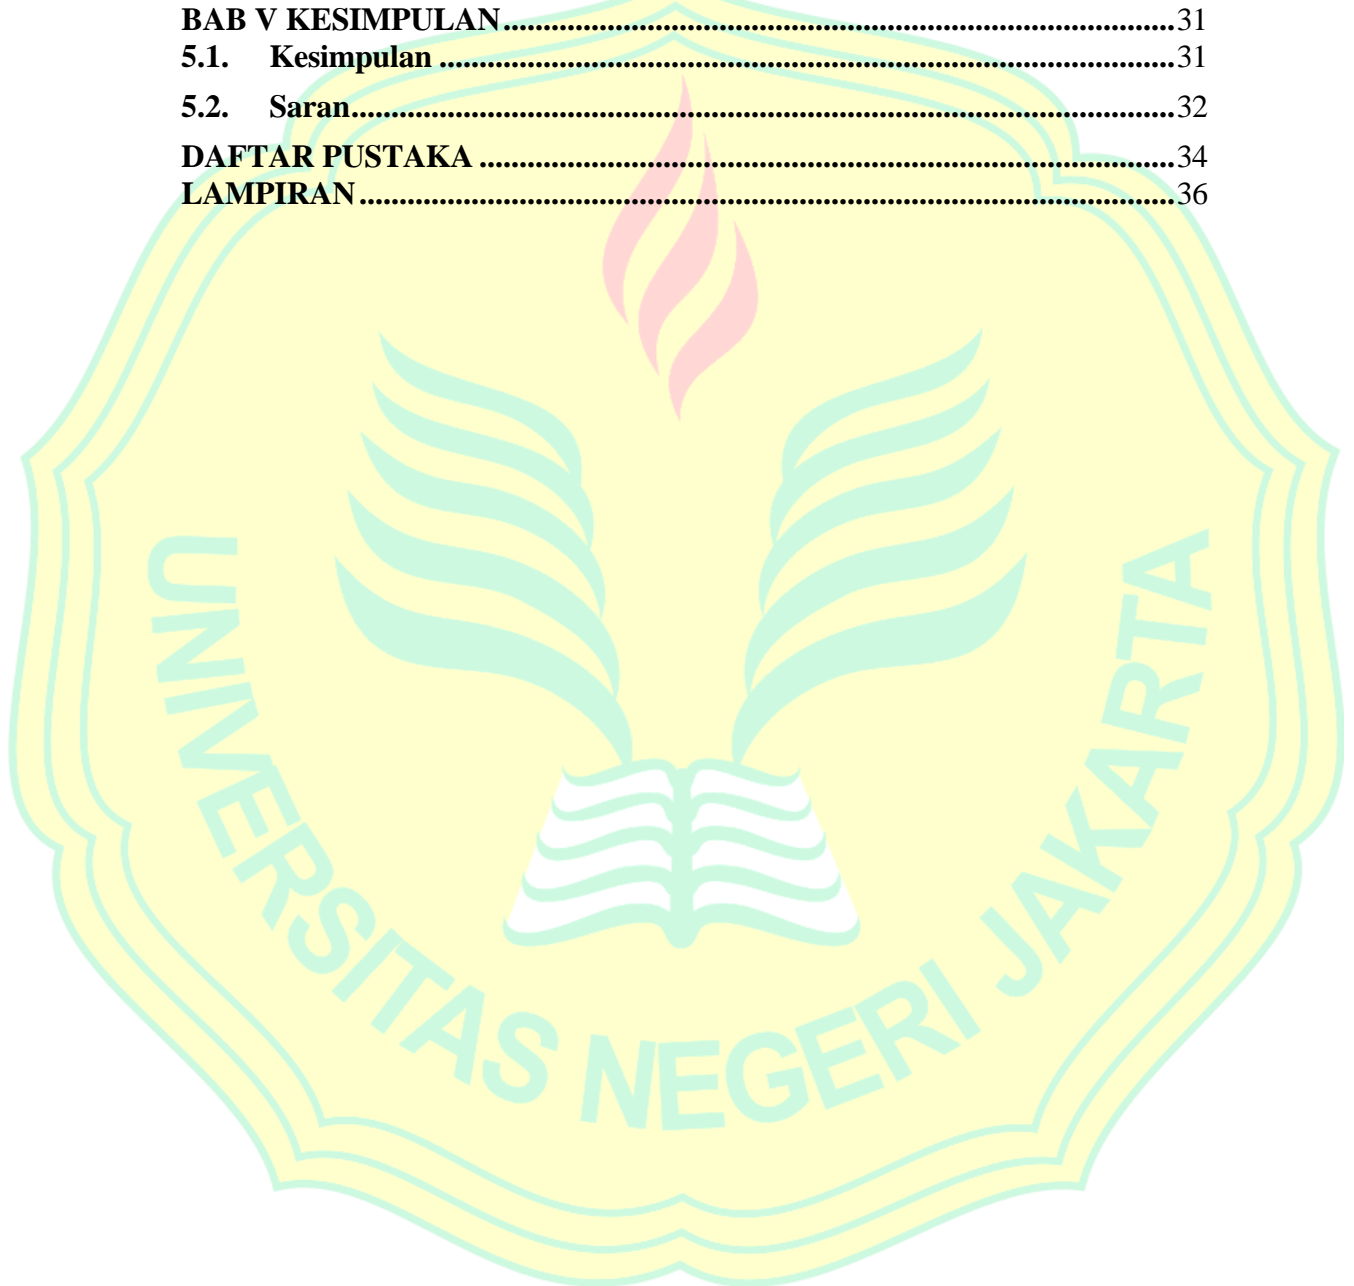 BAB V KESIMPULAN.....................................................................................31
5.1. Kesimpulan.............................................................................................31
5.2. Saran........................................................................................................32
DAFTAR PUSTAKA........................................................................................34
LAMPIRAN.......................................................................................................36
UNIVERSITAS NEGERI JAKARTA